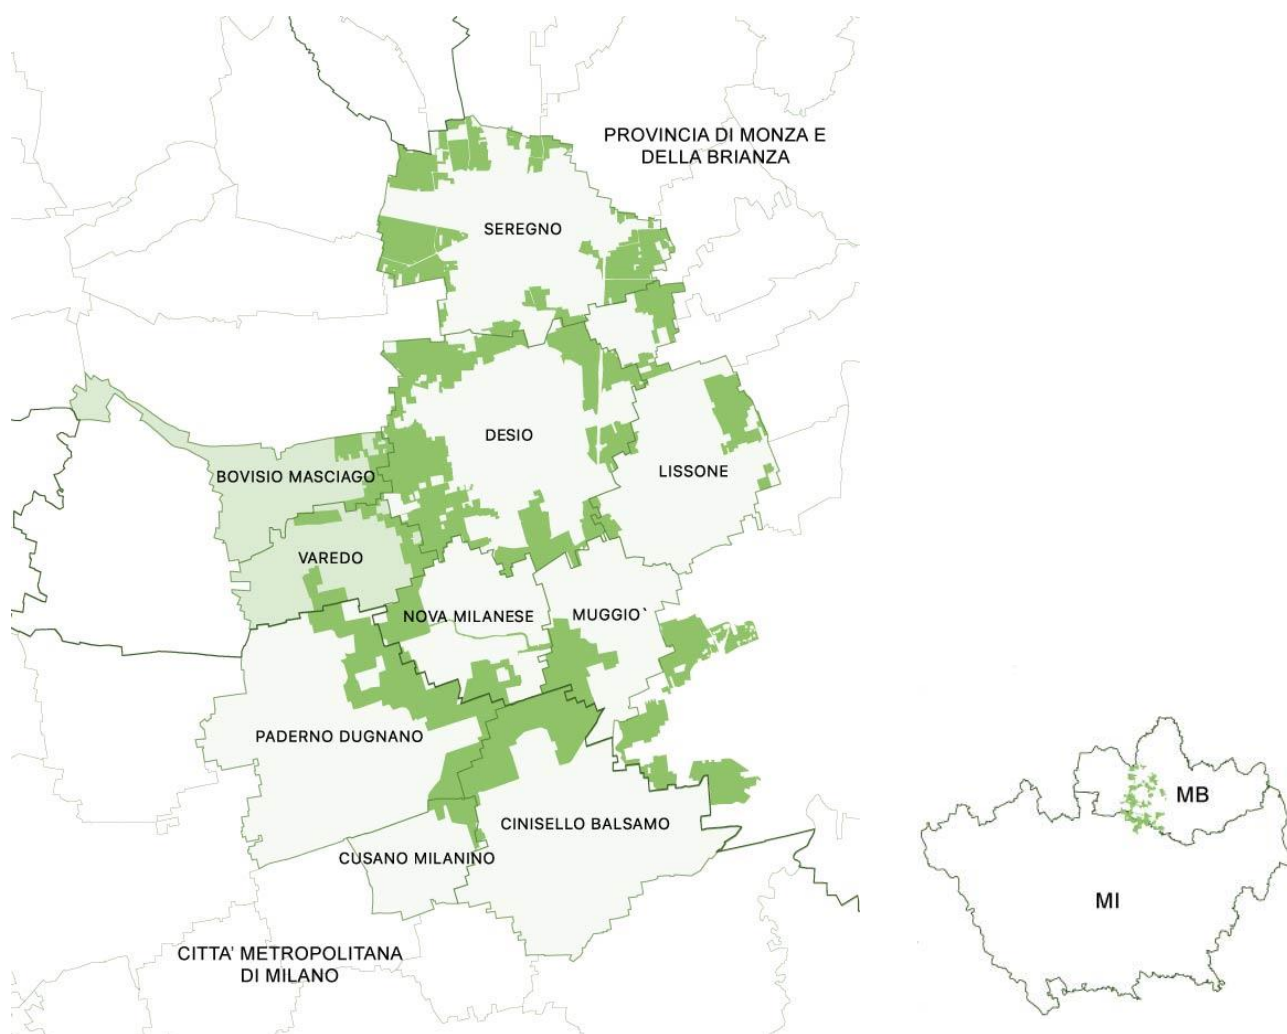 PROVINCIA DI MONZA E
DELLA BRIANZA
SEREGNO
DESIO
LISSONE
BOVISIO MASCIAGO
VAREDO
NOVA MILANESE
MUGGIO`
PADERNO DUGNANO
CINISELLO BALSAMO
CUSANO MILANINO
CITTA' METROPOLITANA
DI MILANO
MB
MI